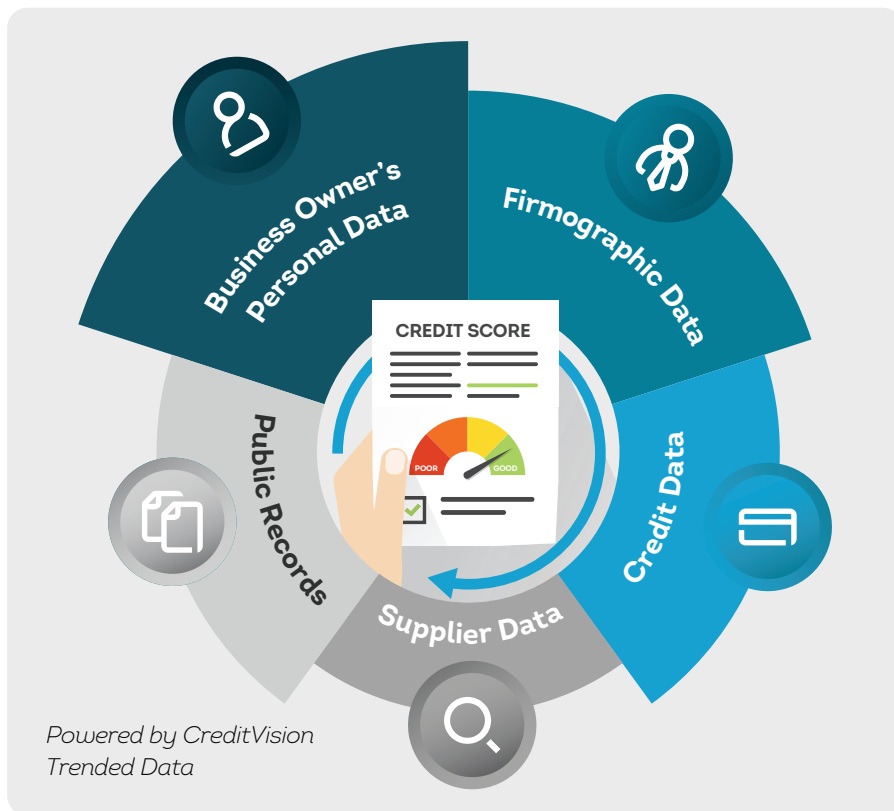 Business Owner's
Personal Data
Firmographic Data
CREDIT SCORE
POOR
GOOD
Public Records
Credit Data
Supplier Data
Powered by CreditVision
Trended Data